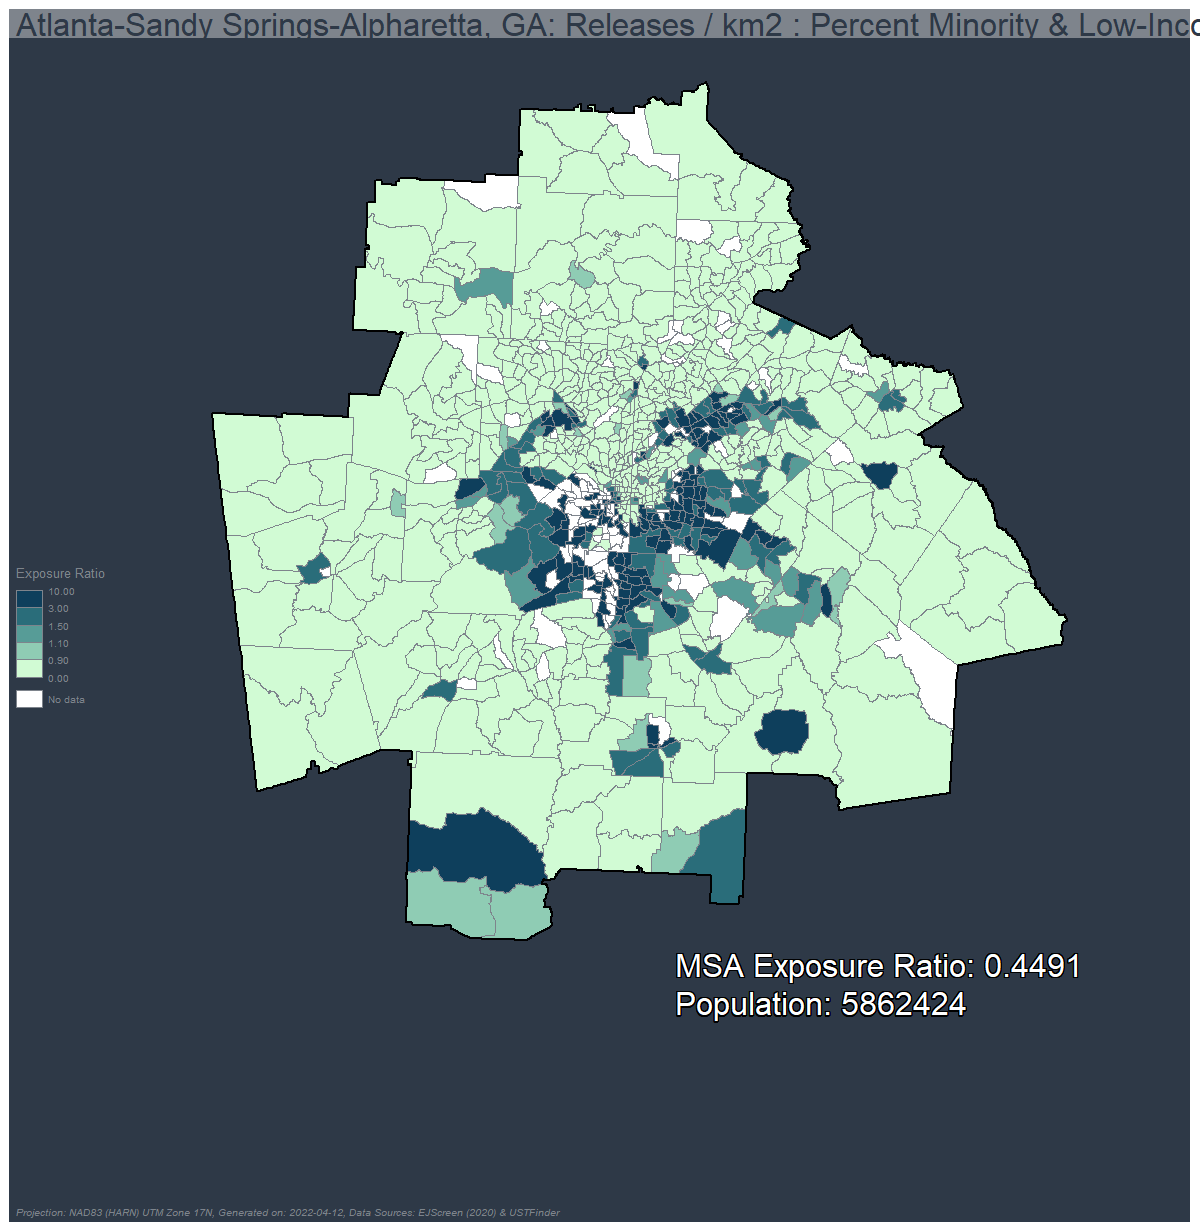 Atlanta-Sandy Springs-Alpharetta, GA: Releases / km2 : Percent Minority & Low-Inco
Exposure Ratio
10.00
3.00
1.50
1.10
0.90
0.00
No data
MSA Exposure Ratio: 0.4491
Population: 5862424
Projection: NAD83 (HARN) UTM Zone 17N, Generated on: 2022-04-12, Data Sources: EJScreen (2020) & USTFinder